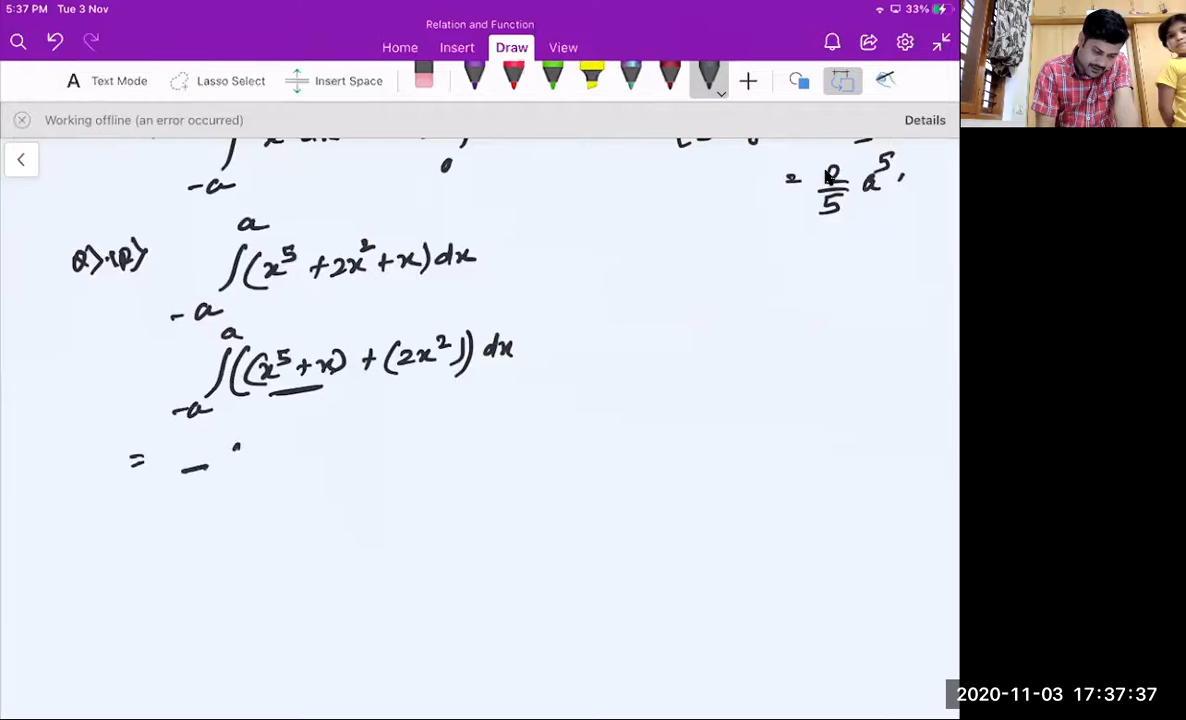 5:37 PM Tue 3 Nov
33%
Relation and Function
Home Insert Draw View
A Text Mode Lasso Select Insert Space
Working offline (an error occurred) Details
-a
= /5 a^5,
a
∫(x^5 + 2x^2 + x) dx
-a
a
∫((x^5 + x) + (2x^2)) dx
-a
=
2020-11-03 17:37:37